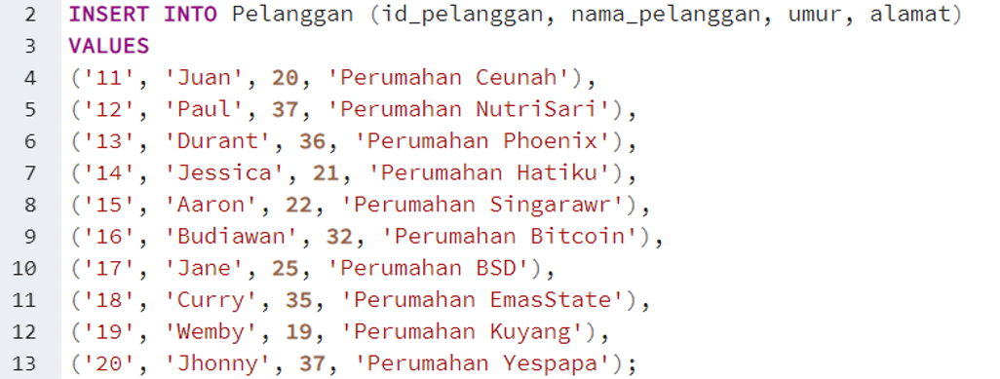 2 INSERT INTO Pelanggan (id_pelanggan, nama_pelanggan, umur, alamat)
3 VALUES
4 ('11', 'Juan', 20, 'Perumahan Ceunah'),
5 ('12', 'Paul', 37, 'Perumahan NutriSari'),
6 ('13', 'Durant', 36, 'Perumahan Phoenix'),
7 ('14', 'Jessica', 21, 'Perumahan Hatiku'),
8 ('15', 'Aaron', 22, 'Perumahan Singarawr'),
9 ('16', 'Budiawan', 32, 'Perumahan Bitcoin'),
10 ('17', 'Jane', 25, 'Perumahan BSD'),
11 ('18', 'Curry', 35, 'Perumahan EmasState'),
12 ('19', 'Wemby', 19, 'Perumahan Kuyang'),
13 ('20', 'Jhonny', 37, 'Perumahan Yespapa');